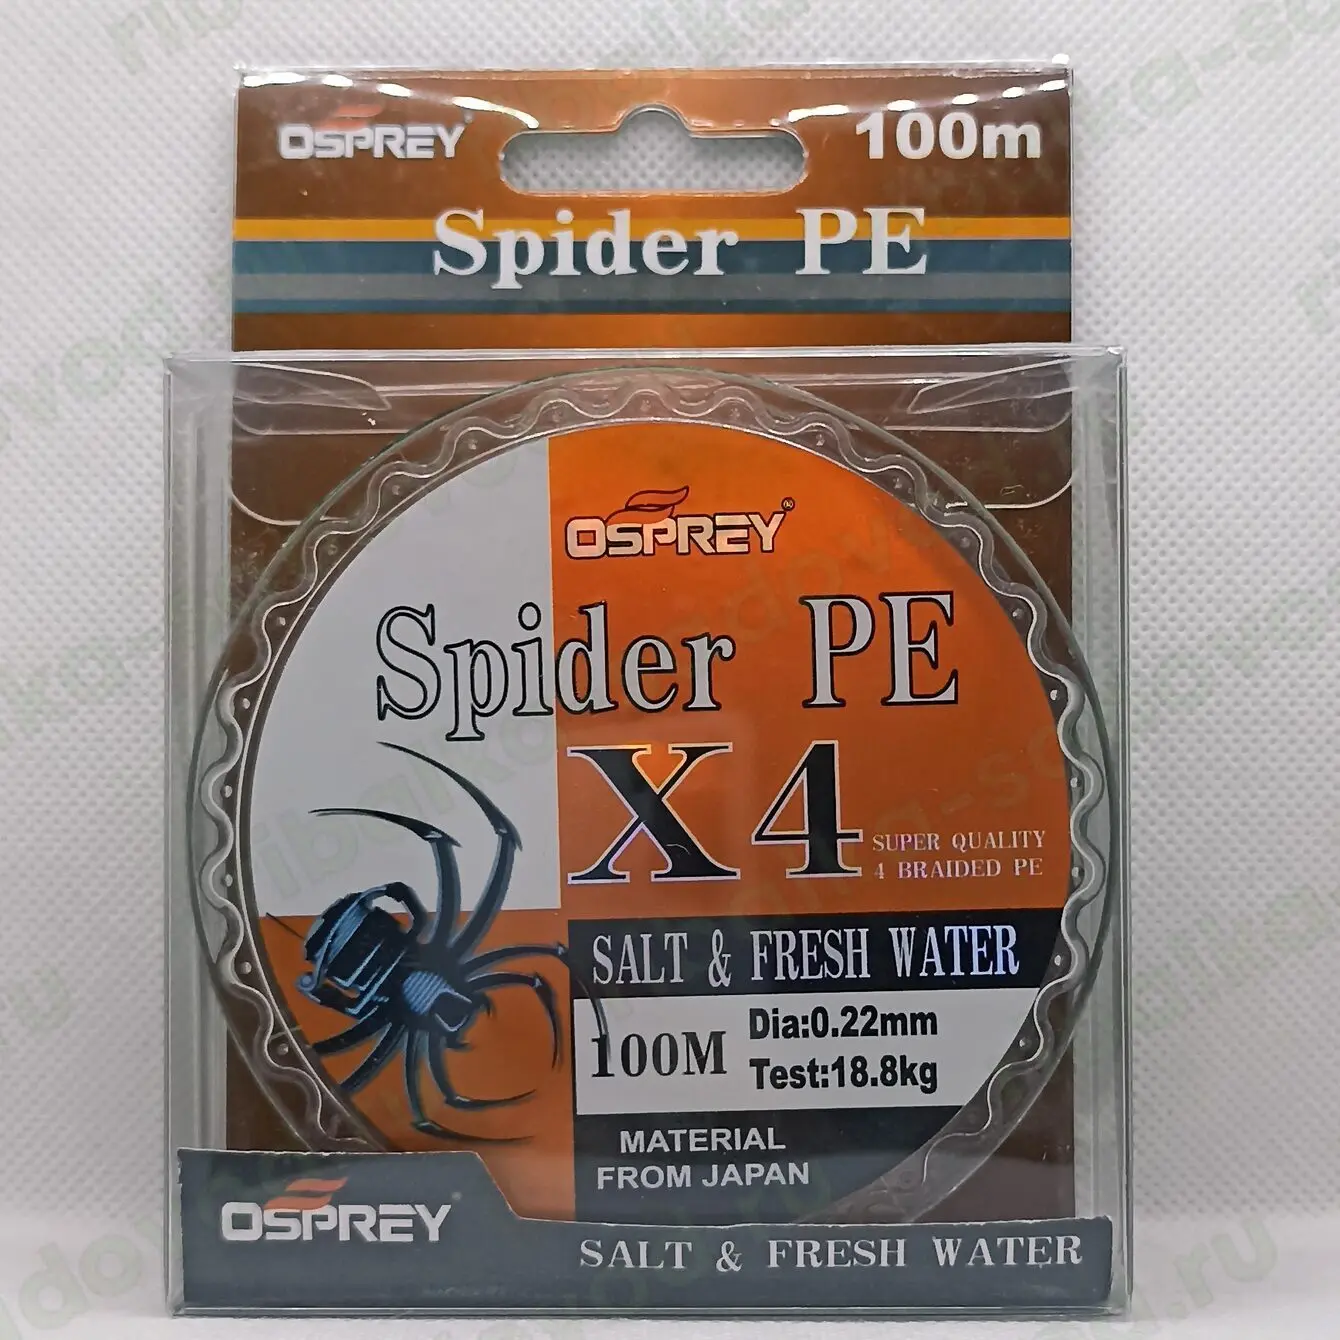 OSPREY
100m
Spider PE
OSPREY®
Spider PE
X4
SUPER QUALITY
4 BRAIDED PE
SALT & FRESH WATER
100M
Dia:0.22mm
Test:18.8kg
MATERIAL
FROM JAPAN
OSPREY
SALT & FRESH WATER